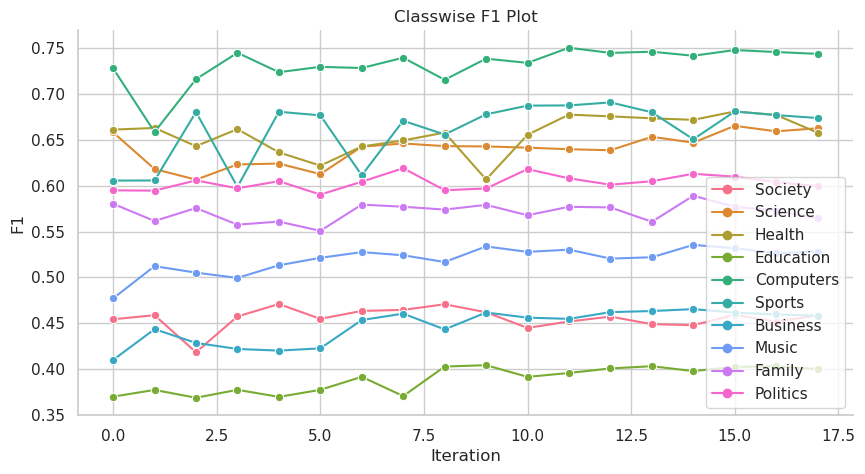 Classwise F1 Plot
F1
0.75
0.70
0.65
0.60
0.55
0.50
0.45
0.40
0.35
Society
Science
Health
Education
Computers
Sports
Business
Music
Family
Politics
0.0 2.5 5.0 7.5 10.0 12.5 15.0 17.5
Iteration